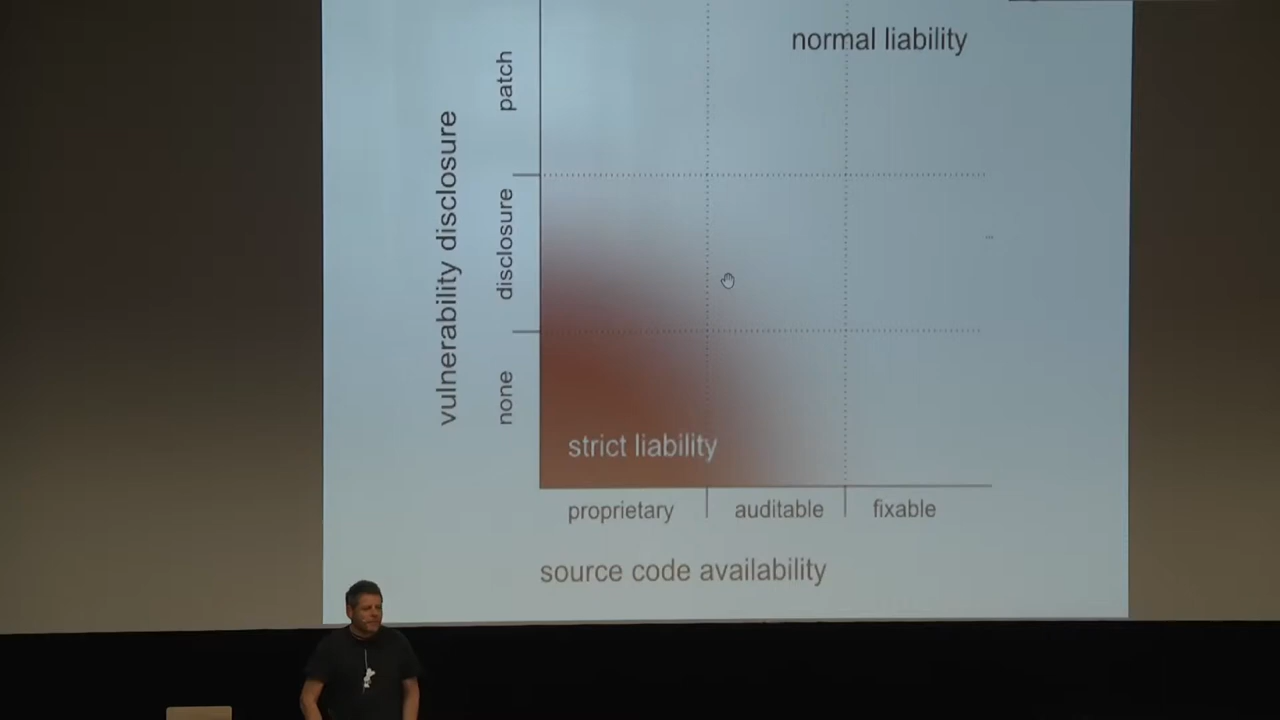 normal liability
patch
disclosure
none
vulnerability disclosure
strict liability
proprietary
auditable
fixable
source code availability